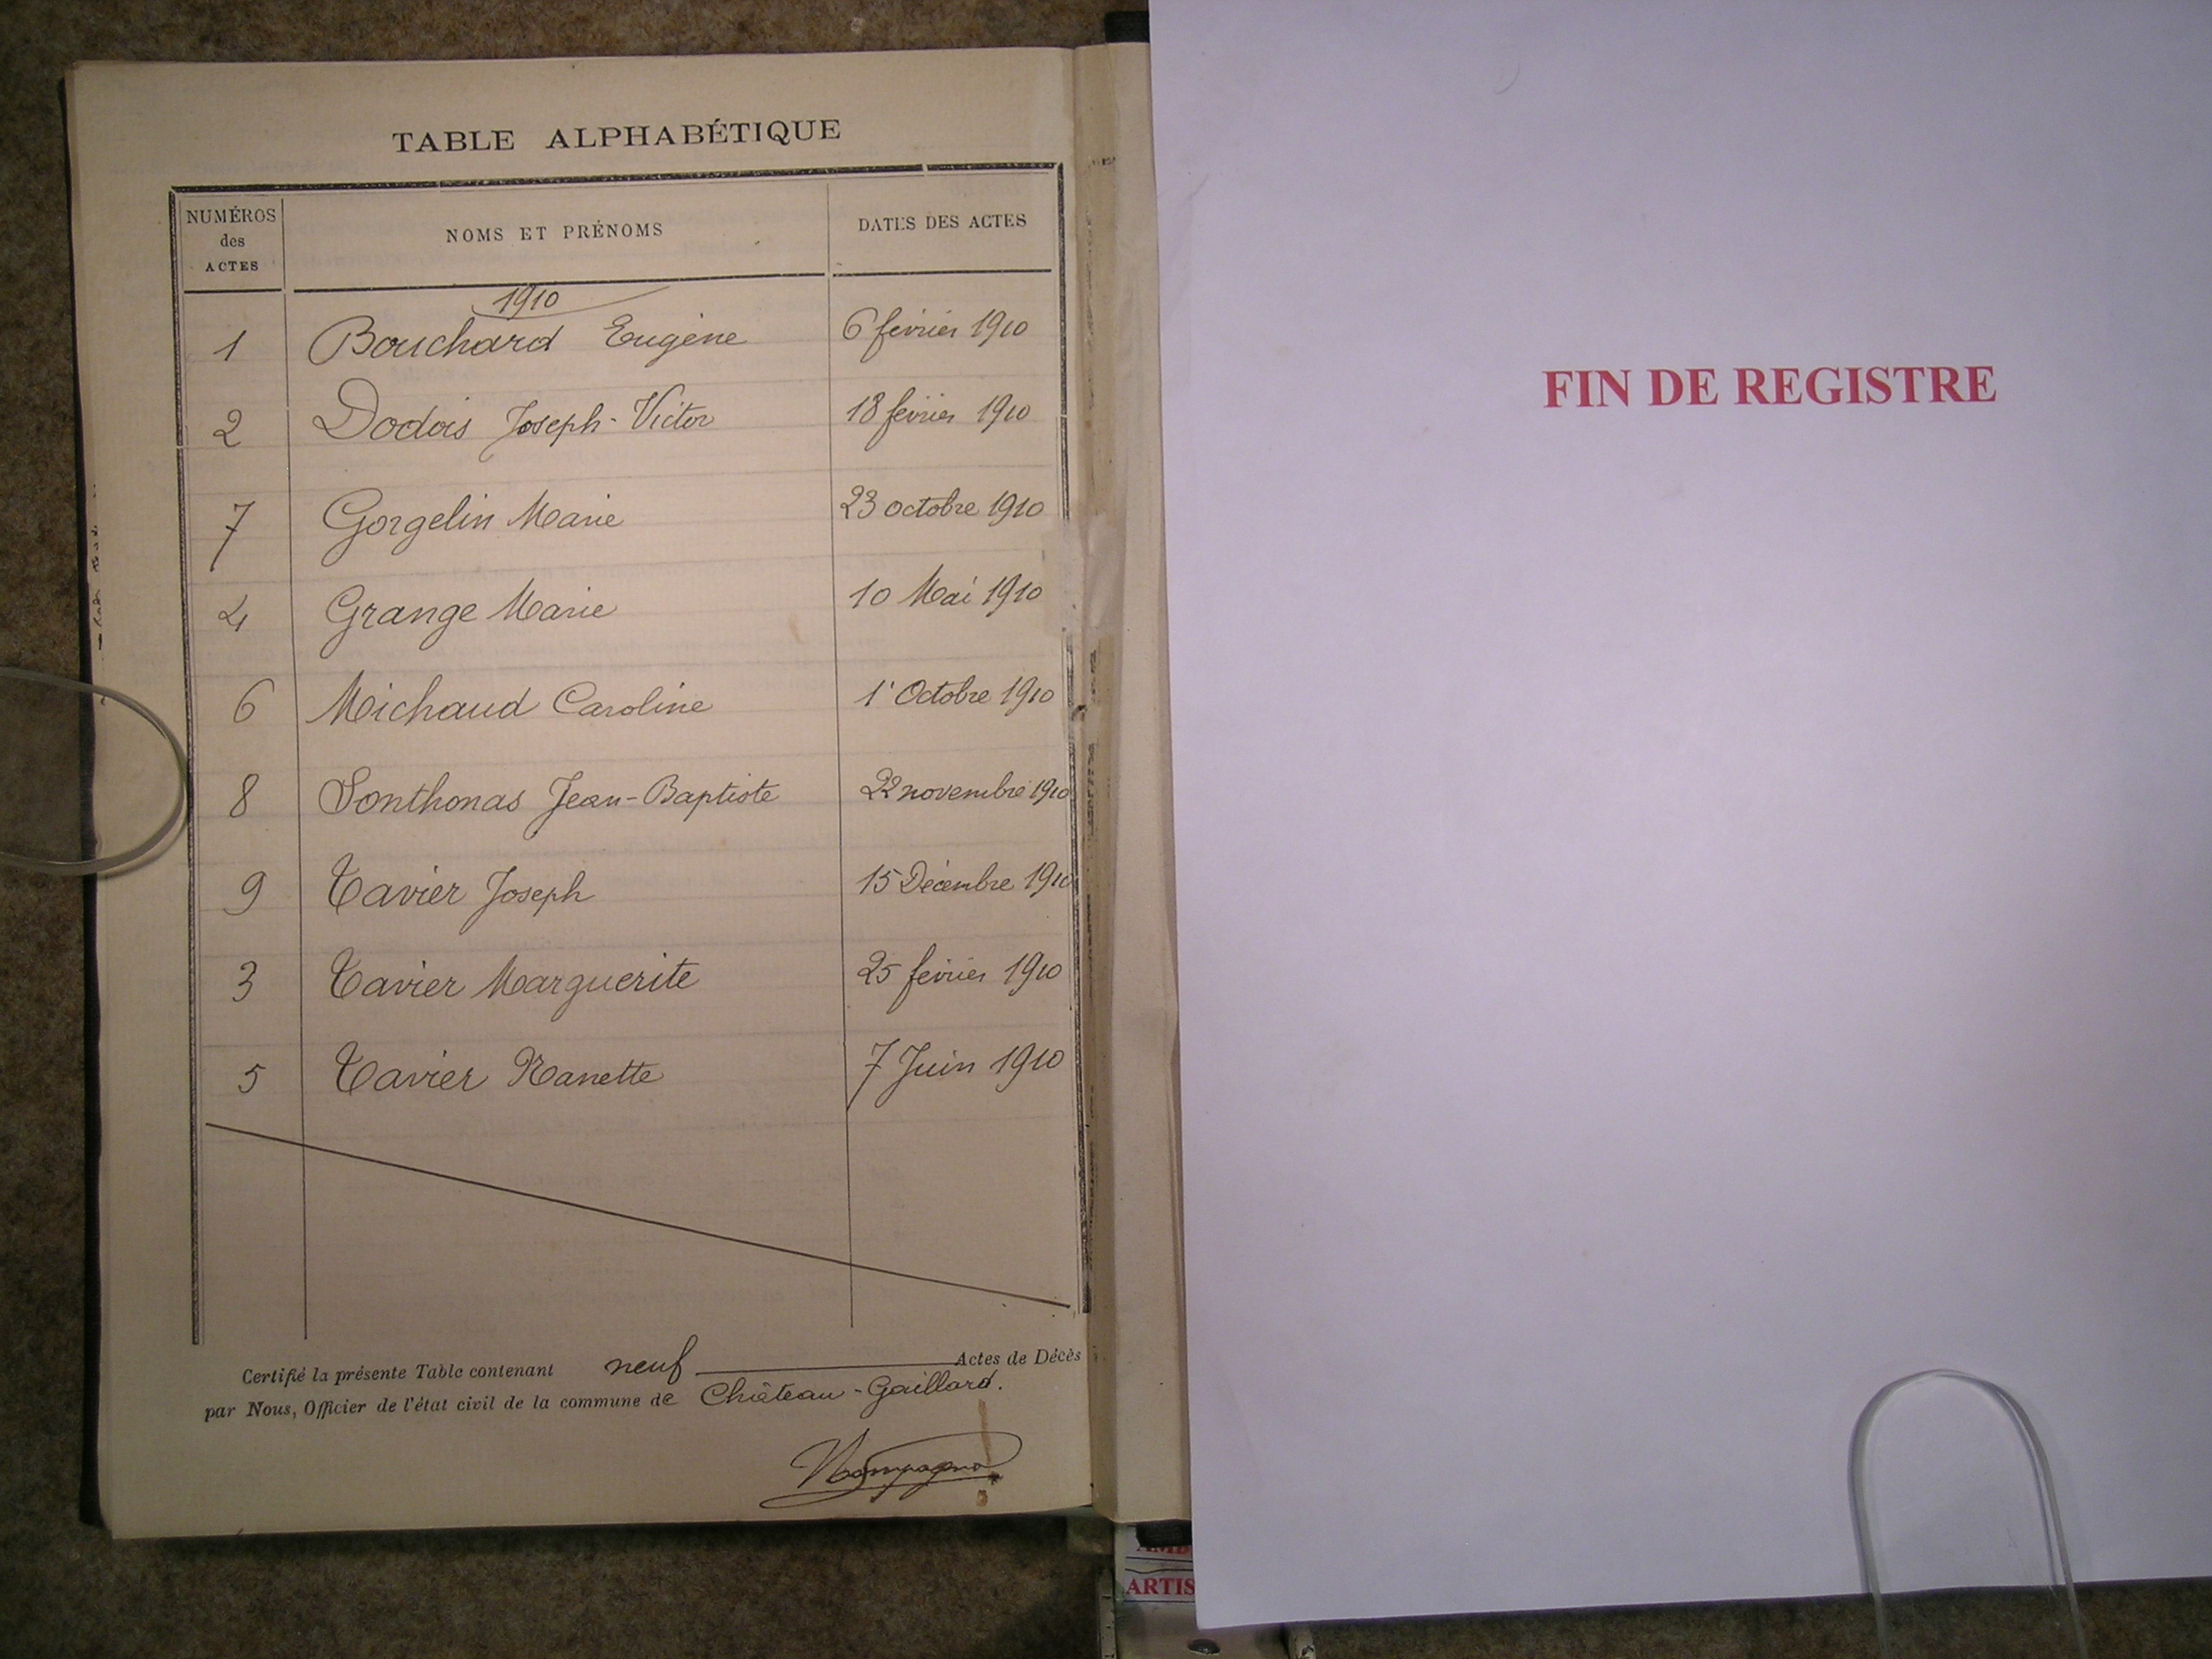 TABLE ALPHABÉTIQUE
NUMÉROS des ACTES NOMS ET PRÉNOMS DATES DES ACTES
1910
1 Bouchard Eugène 6 février 1910
2 Dodois Joseph-Victor 18 février 1910
7 Gorgelin Marie 23 octobre 1910
4 Grange Marie 10 Mai 1910
6 Michaud Caroline 1' Octobre 1910
8 Sonthonas Jean-Baptiste 22 novembre 1910
9 Tavier Joseph 15 Décembre 1910
3 Tavier Marguerite 25 février 1910
5 Tavier Nanette 7 Juin 1910
Certifié la présente Table contenant neuf Actes de Décès
par Nous, Officier de l'état civil de la commune de Château-Gaillard.
FIN DE REGISTRE
ARTIS